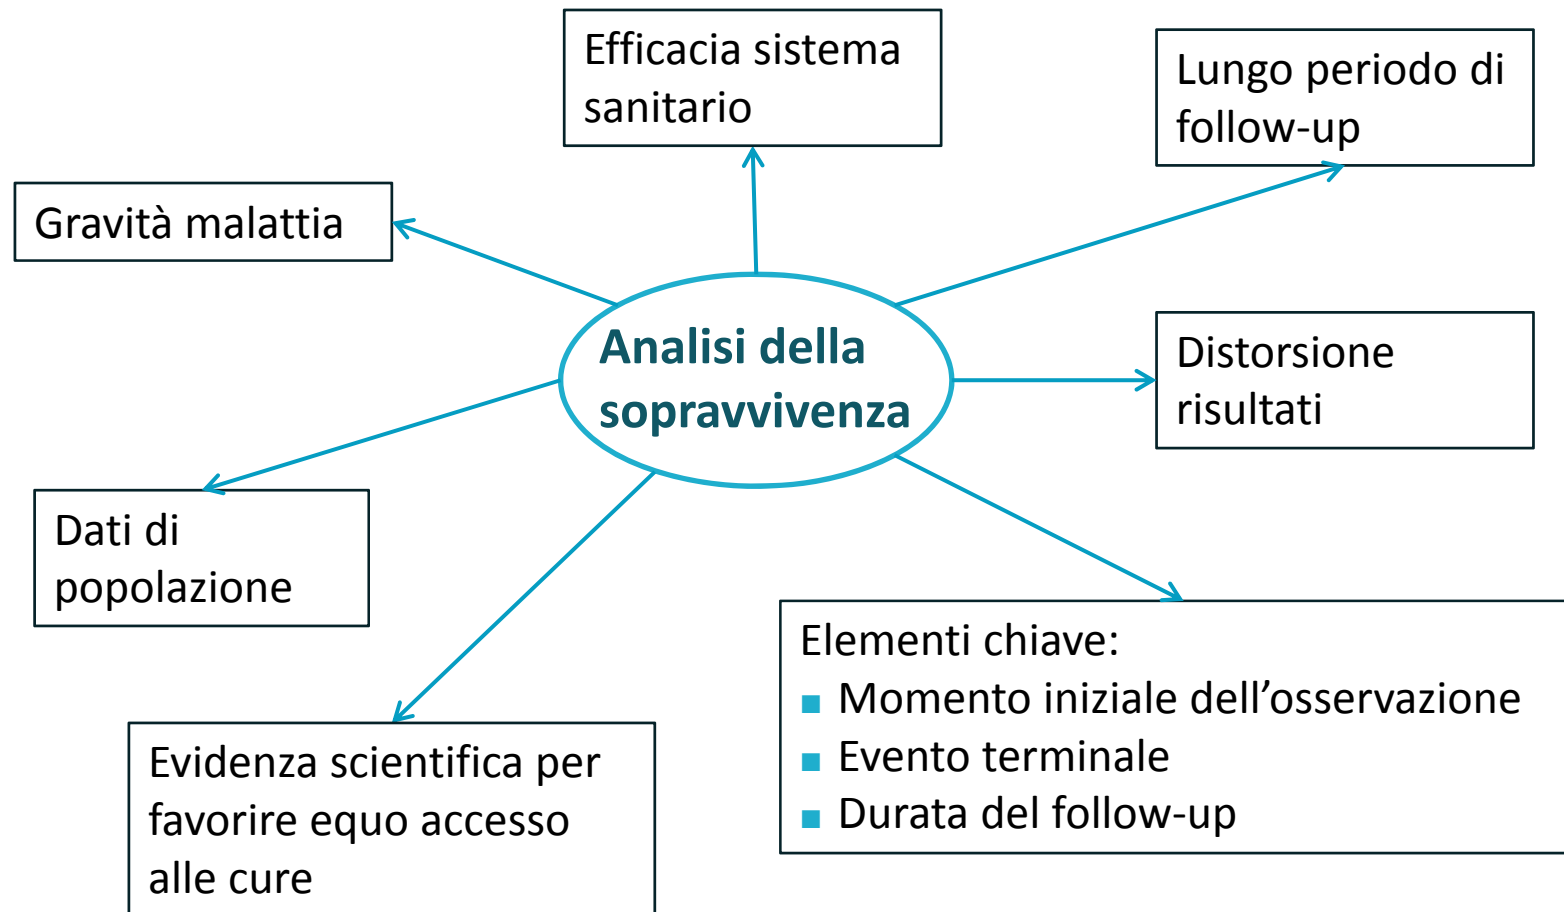 Efficacia sistema
sanitario
Lungo periodo di
follow-up
Gravità malattia
Analisi della
sopravvivenza
Distorsione
risultati
Dati di
popolazione
Elementi chiave:
■ Momento iniziale dell’osservazione
■ Evento terminale
■ Durata del follow-up
Evidenza scientifica per
favorire equo accesso
alle cure